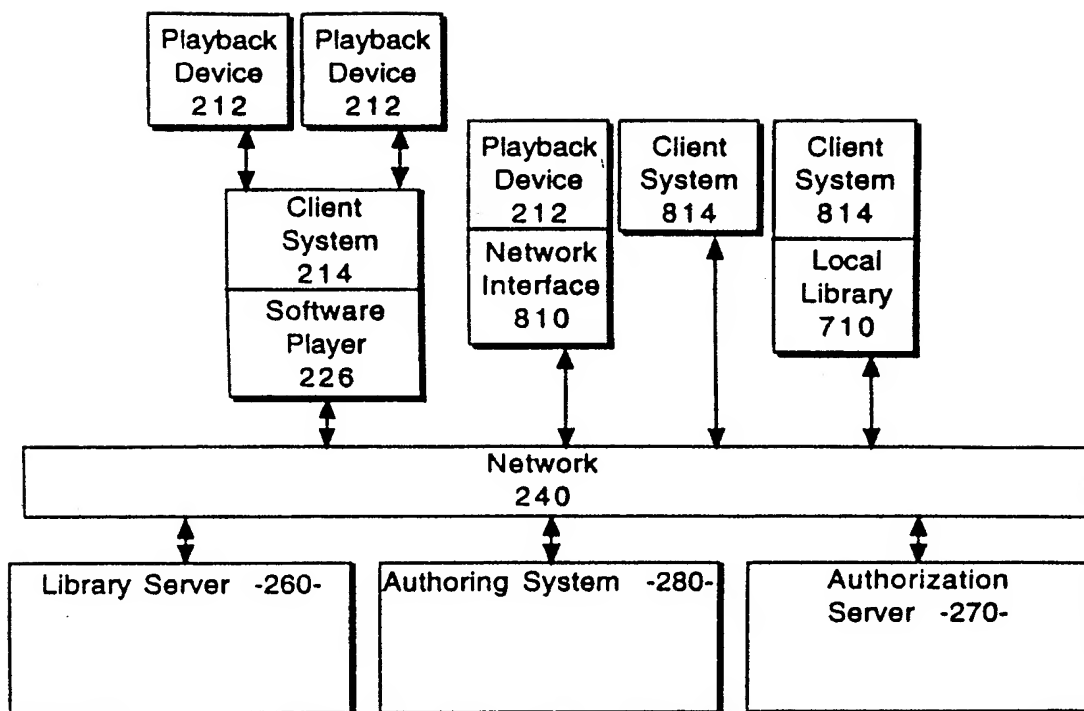 Playback
Device
212
Playback
Device
212
Client
System
214
Software
Player
226
Playback
Device
212
Network
Interface
810
Client
System
814
Client
System
814
Local
Library
710
Network
240
Library Server -260-
Authoring System -280-
Authorization
Server -270-